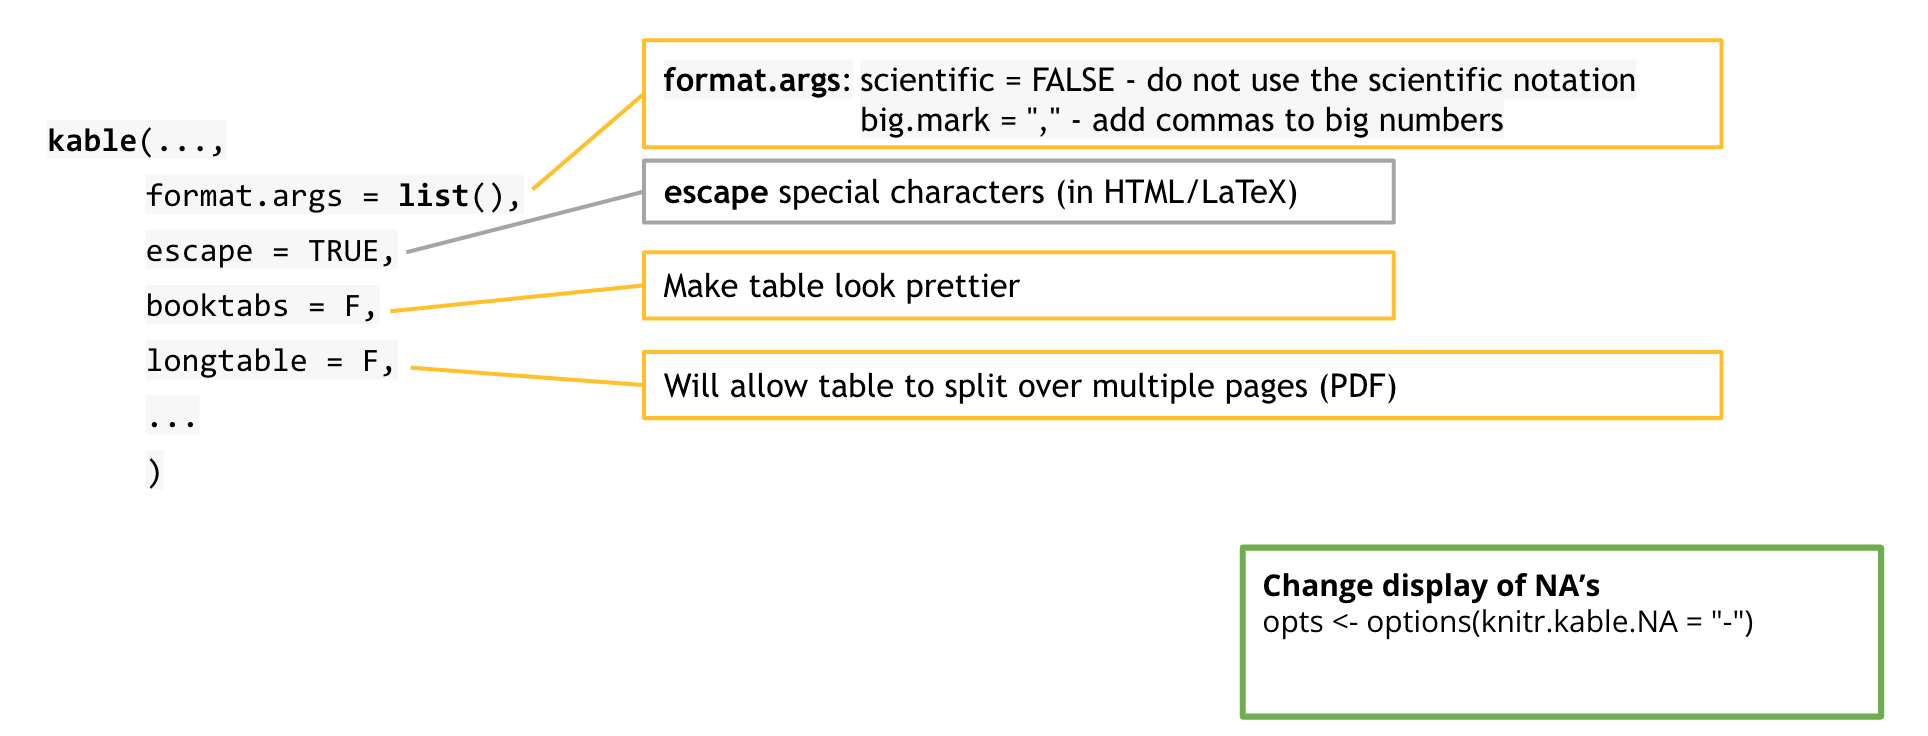 kable(...,
format.args = list(),
escape = TRUE,
booktabs = F,
longtable = F,
...
)
format.args: scientific = FALSE - do not use the scientific notation
big.mark = "," - add commas to big numbers
escape special characters (in HTML/LaTeX)
Make table look prettier
Will allow table to split over multiple pages (PDF)
Change display of NA’s
opts <- options(knitr.kable.NA = "-")